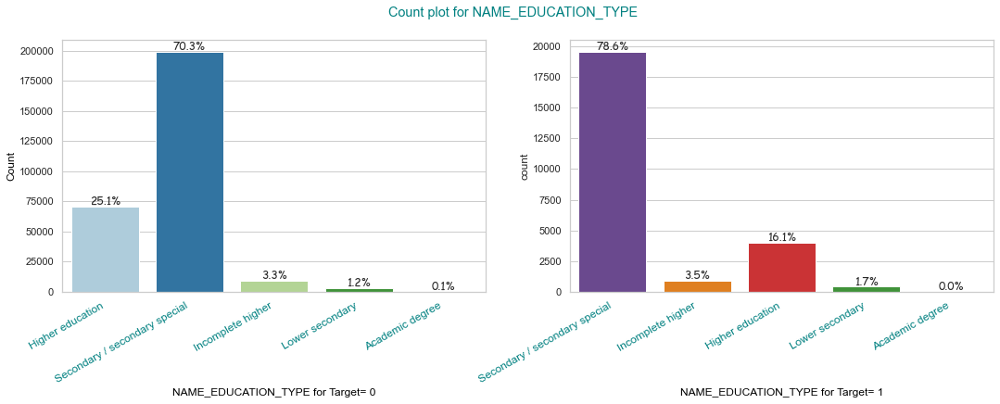 Count plot for NAME_EDUCATION_TYPE
Count
200000
175000
150000
125000
100000
75000
50000
25000
0
25.1%
70.3%
3.3%
1.2%
0.1%
Higher education
Secondary / secondary special
Incomplete higher
Lower secondary
Academic degree
NAME_EDUCATION_TYPE for Target= 0
count
20000
17500
15000
12500
10000
7500
5000
2500
0
78.6%
3.5%
16.1%
1.7%
0.0%
Secondary / secondary special
Incomplete higher
Higher education
Lower secondary
Academic degree
NAME_EDUCATION_TYPE for Target= 1